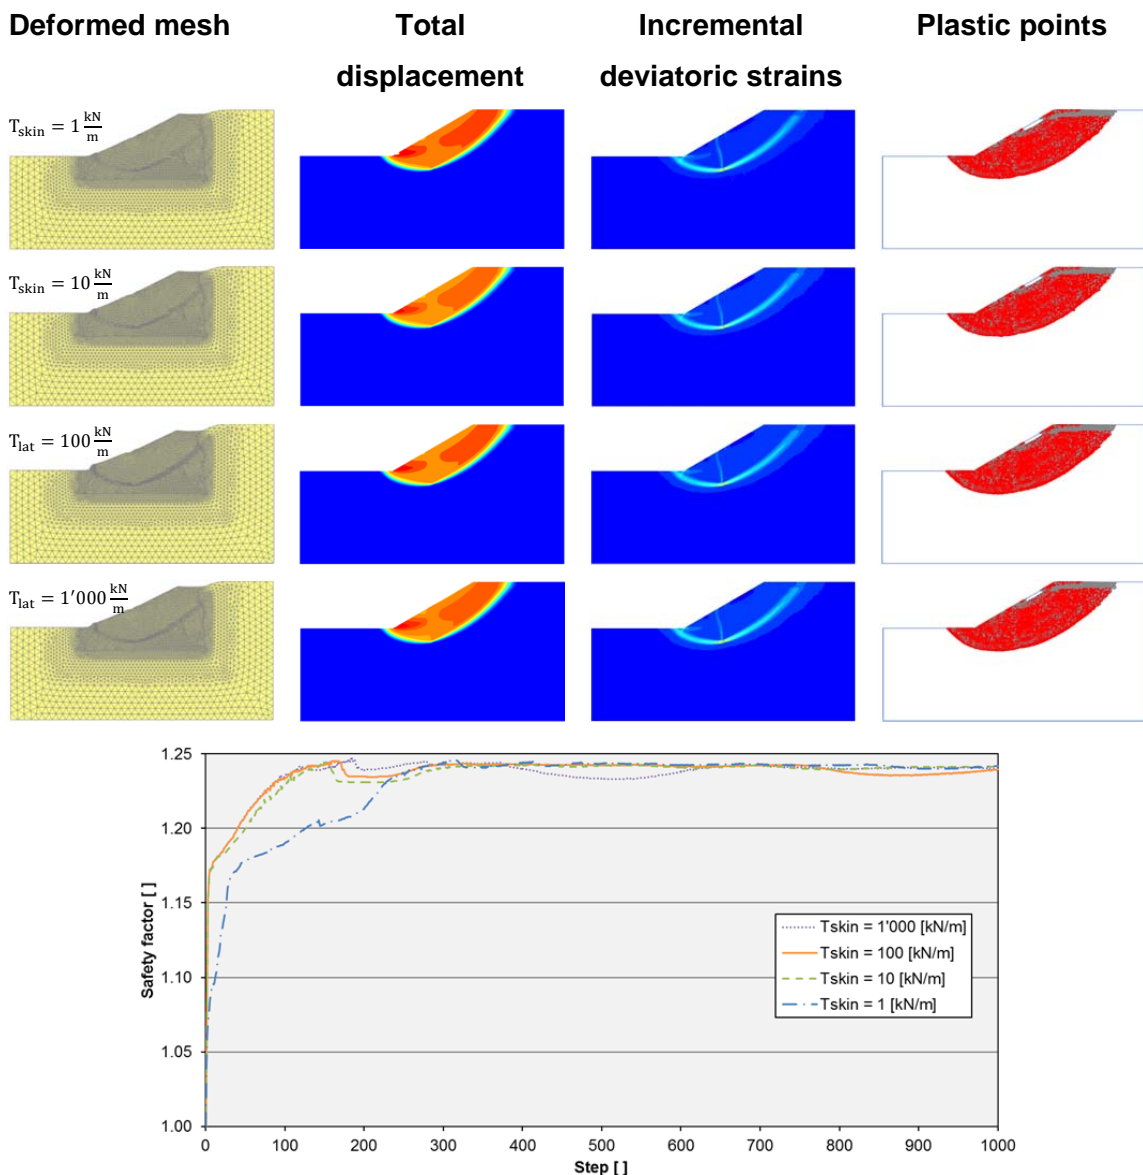 Deformed mesh Total Incremental Plastic points
displacement deviatoric strains
T_skin = 1 kN/m
T_skin = 10 kN/m
T_lat = 100 kN/m
T_lat = 1′000 kN/m
1.25
1.20
1.15
1.10
1.05
1.00
Safety factor [ ]
Tskin = 1'000 [kN/m]
Tskin = 100 [kN/m]
Tskin = 10 [kN/m]
Tskin = 1 [kN/m]
0 100 200 300 400 500 600 700 800 900 1000
Step [ ]